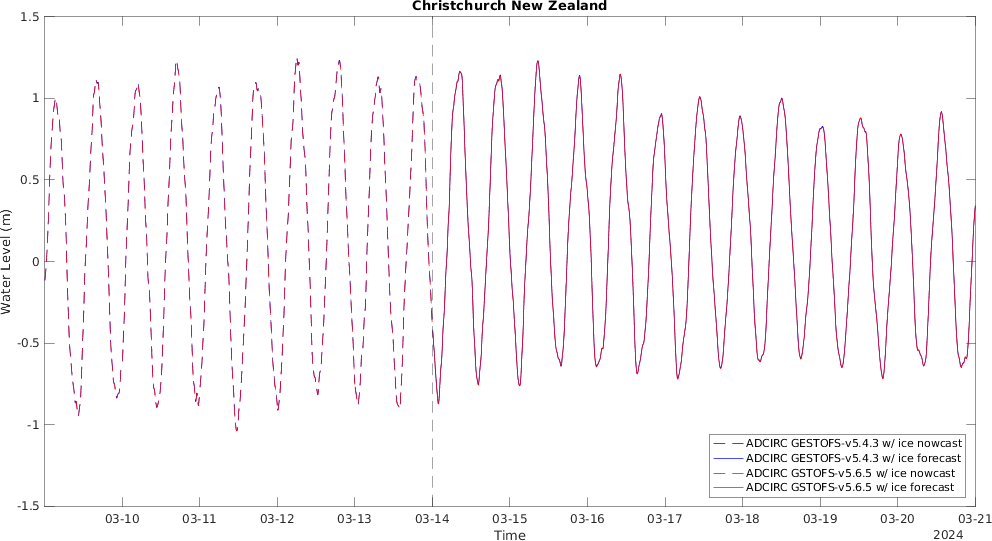 Christchurch New Zealand
1.5
1
0.5
0
-0.5
-1
-1.5
Water Level (m)
03-10
03-11
03-12
03-13
03-14
03-15
03-16
03-17
03-18
03-19
03-20
03-21
Time
2024
ADCIRC GESTOFS-v5.4.3 w/ ice nowcast
ADCIRC GESTOFS-v5.4.3 w/ ice forecast
ADCIRC GSTOFS-v5.6.5 w/ ice nowcast
ADCIRC GSTOFS-v5.6.5 w/ ice forecast